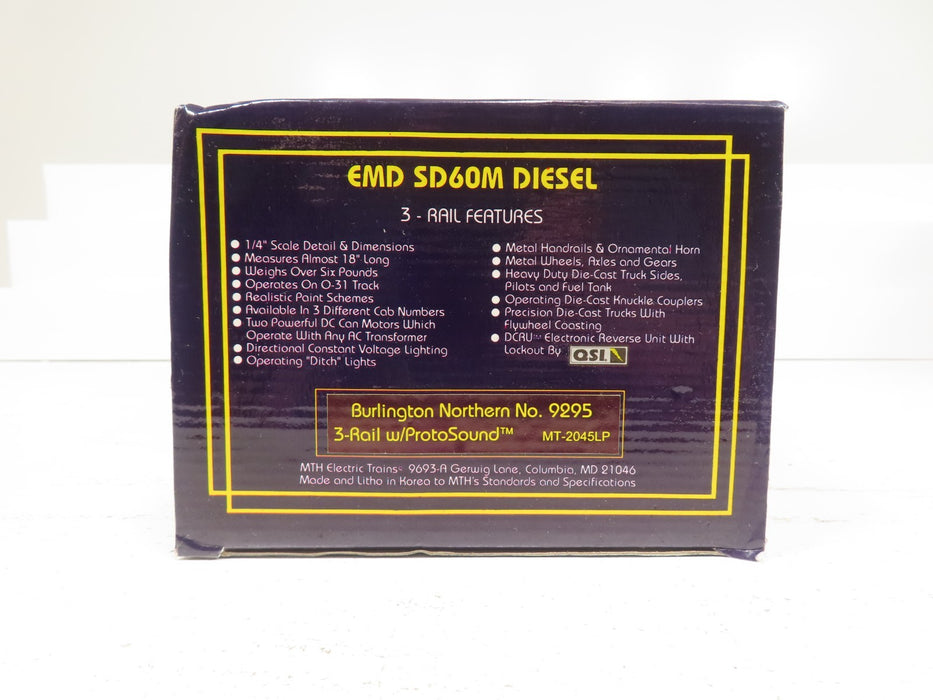 EMD SD60M DIESEL
3 - RAIL FEATURES
● 1/4" Scale Detail & Dimensions
● Measures Almost 18" Long
● Weighs Over Six Pounds
● Operates On O-31 Track
● Realistic Paint Schemes
● Available In 3 Different Cab Numbers
● Two Powerful DC Can Motors Which
Operate With Any AC Transformer
● Directional Constant Voltage Lighting
● Operating "Ditch" Lights
● Metal Handrails & Ornamental Horn
● Metal Wheels, Axles and Gears
● Heavy Duty Die-Cast Truck Sides,
Pilots and Fuel Tank
● Operating Die-Cast Knuckle Couplers
● Precision Die-Cast Trucks With
Flywheel Coasting
● DCRU™ Electronic Reverse Unit With
Lockout By QSI
Burlington Northern No. 9295
3-Rail w/ProtoSound™ MT-2045LP
MTH Electric Trains® 9693-A Gerwig Lane, Columbia, MD 21046
Made and Litho in Korea to MTH's Standards and Specifications